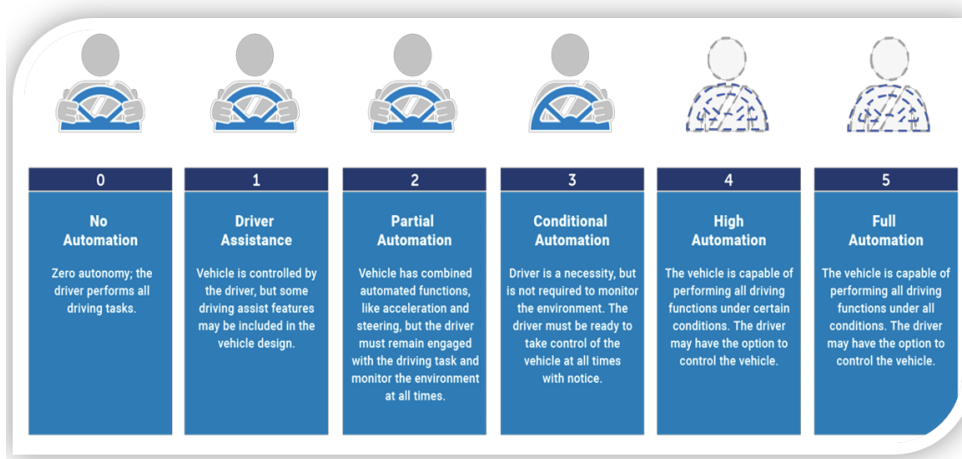 0
No
Automation
Zero autonomy; the
driver performs all
driving tasks.
1
Driver
Assistance
Vehicle is controlled by
the driver, but some
driving assist features
may be included in the
vehicle design.
2
Partial
Automation
Vehicle has combined
automated functions,
like acceleration and
steering, but the driver
must remain engaged
with the driving task and
monitor the environment
at all times.
3
Conditional
Automation
Driver is a necessity, but
is not required to monitor
the environment. The
driver must be ready to
take control of the
vehicle at all times
with notice.
4
High
Automation
The vehicle is capable of
performing all driving
functions under certain
conditions. The driver
may have the option to
control the vehicle.
5
Full
Automation
The vehicle is capable of
performing all driving
functions under all
conditions. The driver
may have the option to
control the vehicle.